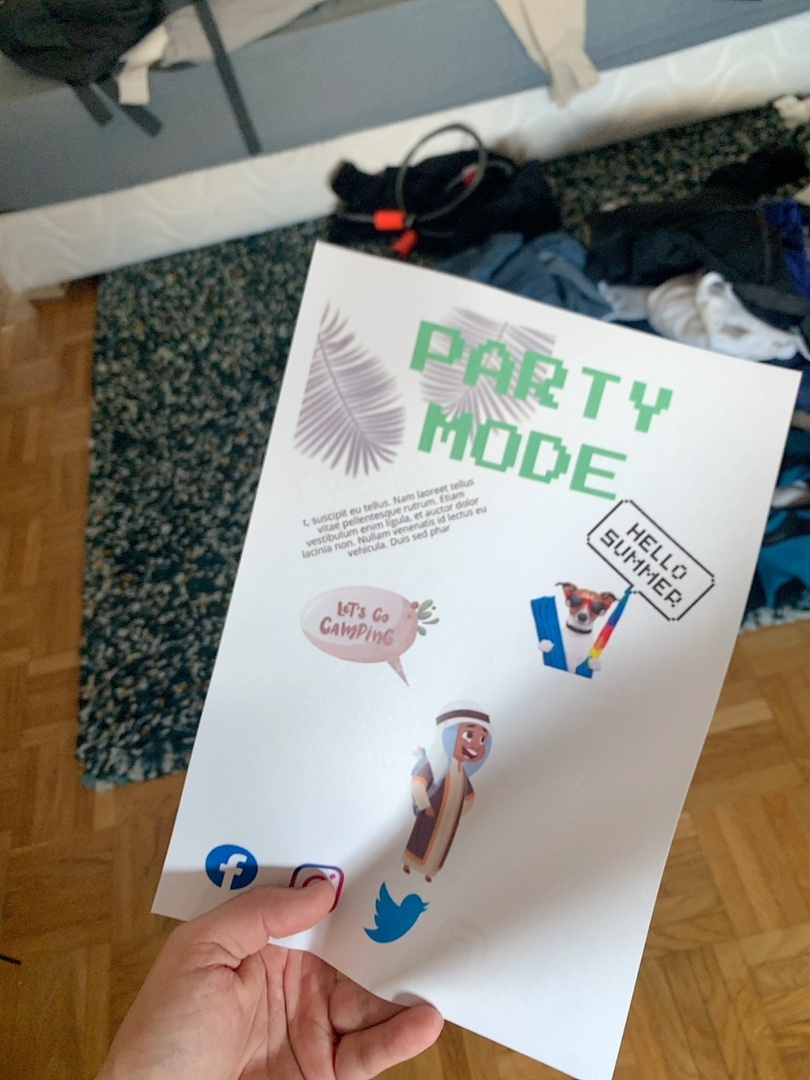 PARTY
MODE
t, suscipit eu tellus. Nam laoreet tellus
vitae pellentesque rutrum. Etiam
vestibulum enim ligula, et auctor dolor
lacinia non. Nullam venenatis id lectus eu
vehicula. Duis sed phar
HELLO
SUMMER
LET'S GO
CAMPING